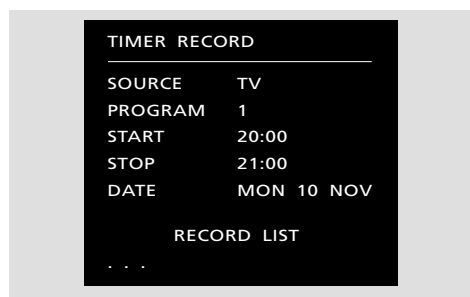 TIMER RECORD
SOURCE TV
PROGRAM 1
START 20:00
STOP 21:00
DATE MON 10 NOV
RECORD LIST
. . .